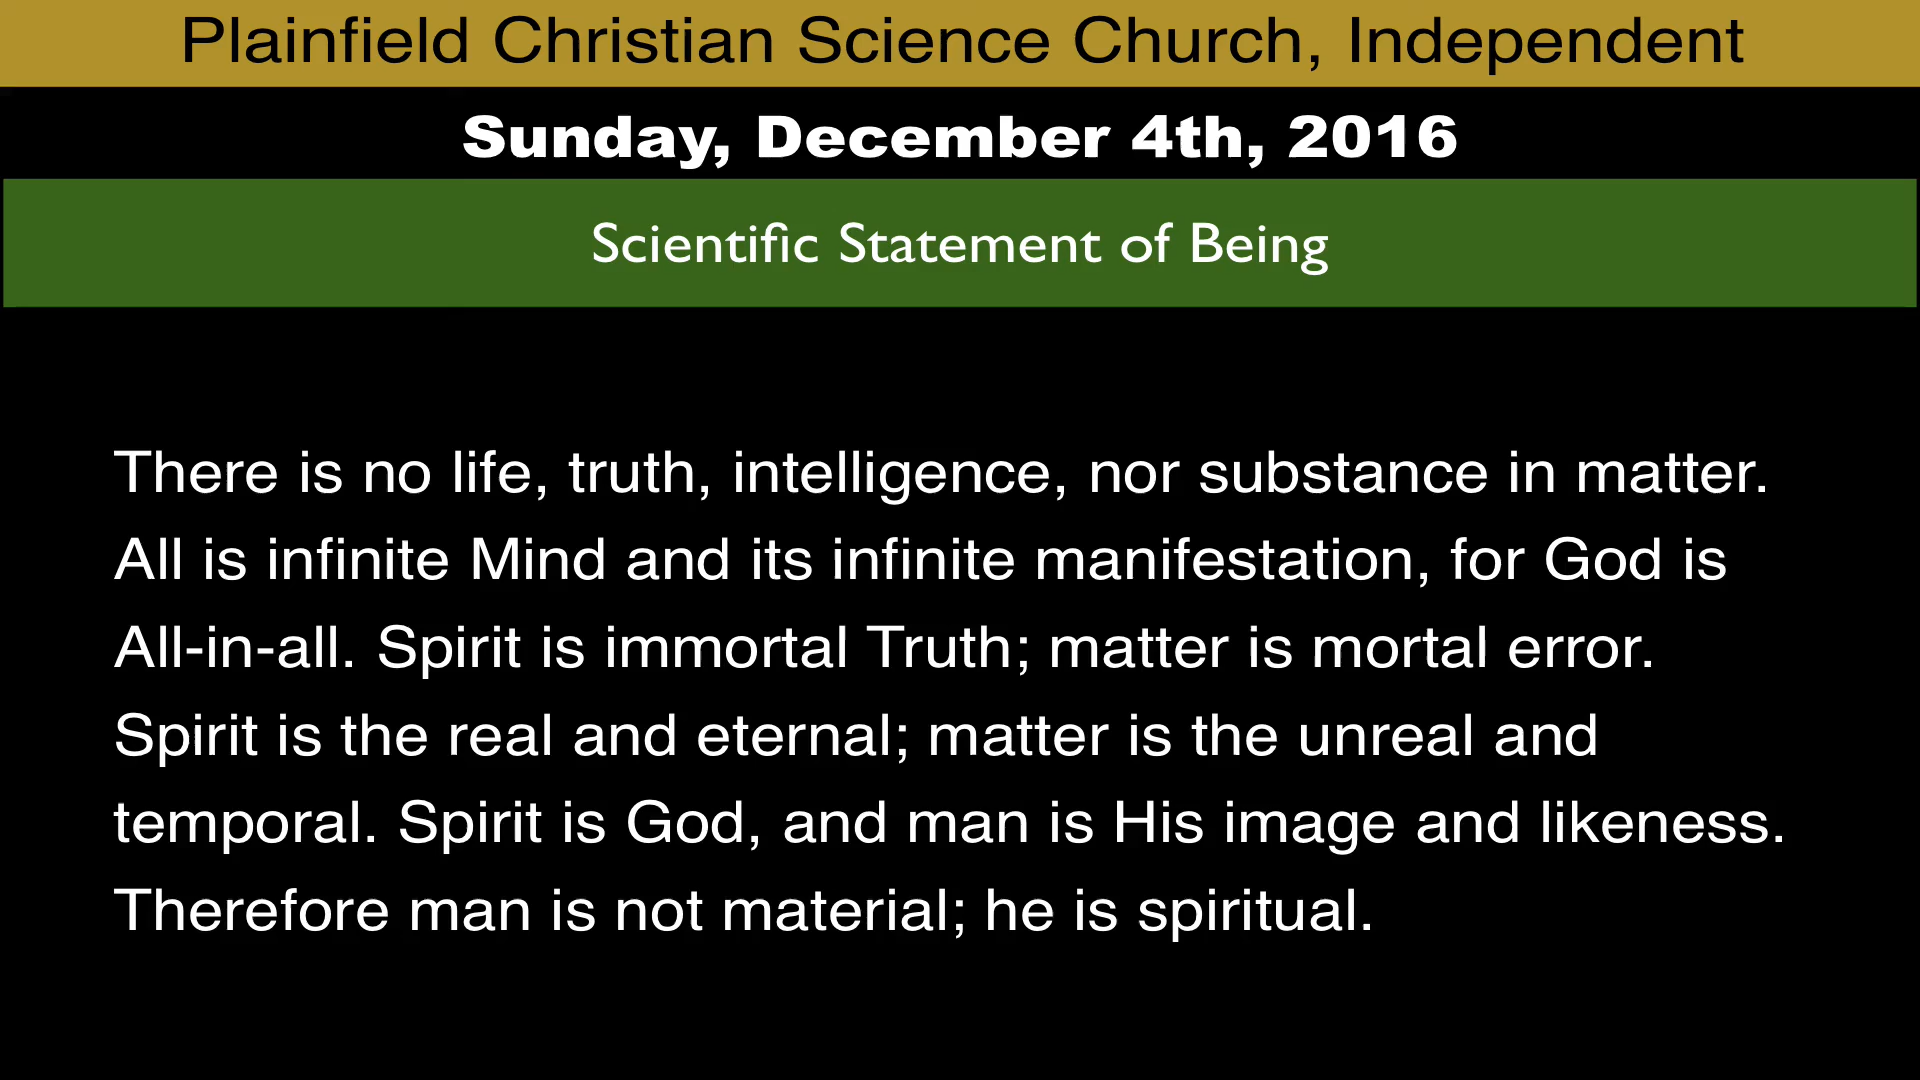 Plainfield Christian Science Church, Independent
Sunday, December 4th, 2016
Scientific Statement of Being
There is no life, truth, intelligence, nor substance in matter.
All is infinite Mind and its infinite manifestation, for God is
All-in-all. Spirit is immortal Truth; matter is mortal error.
Spirit is the real and eternal; matter is the unreal and
temporal. Spirit is God, and man is His image and likeness.
Therefore man is not material; he is spiritual.